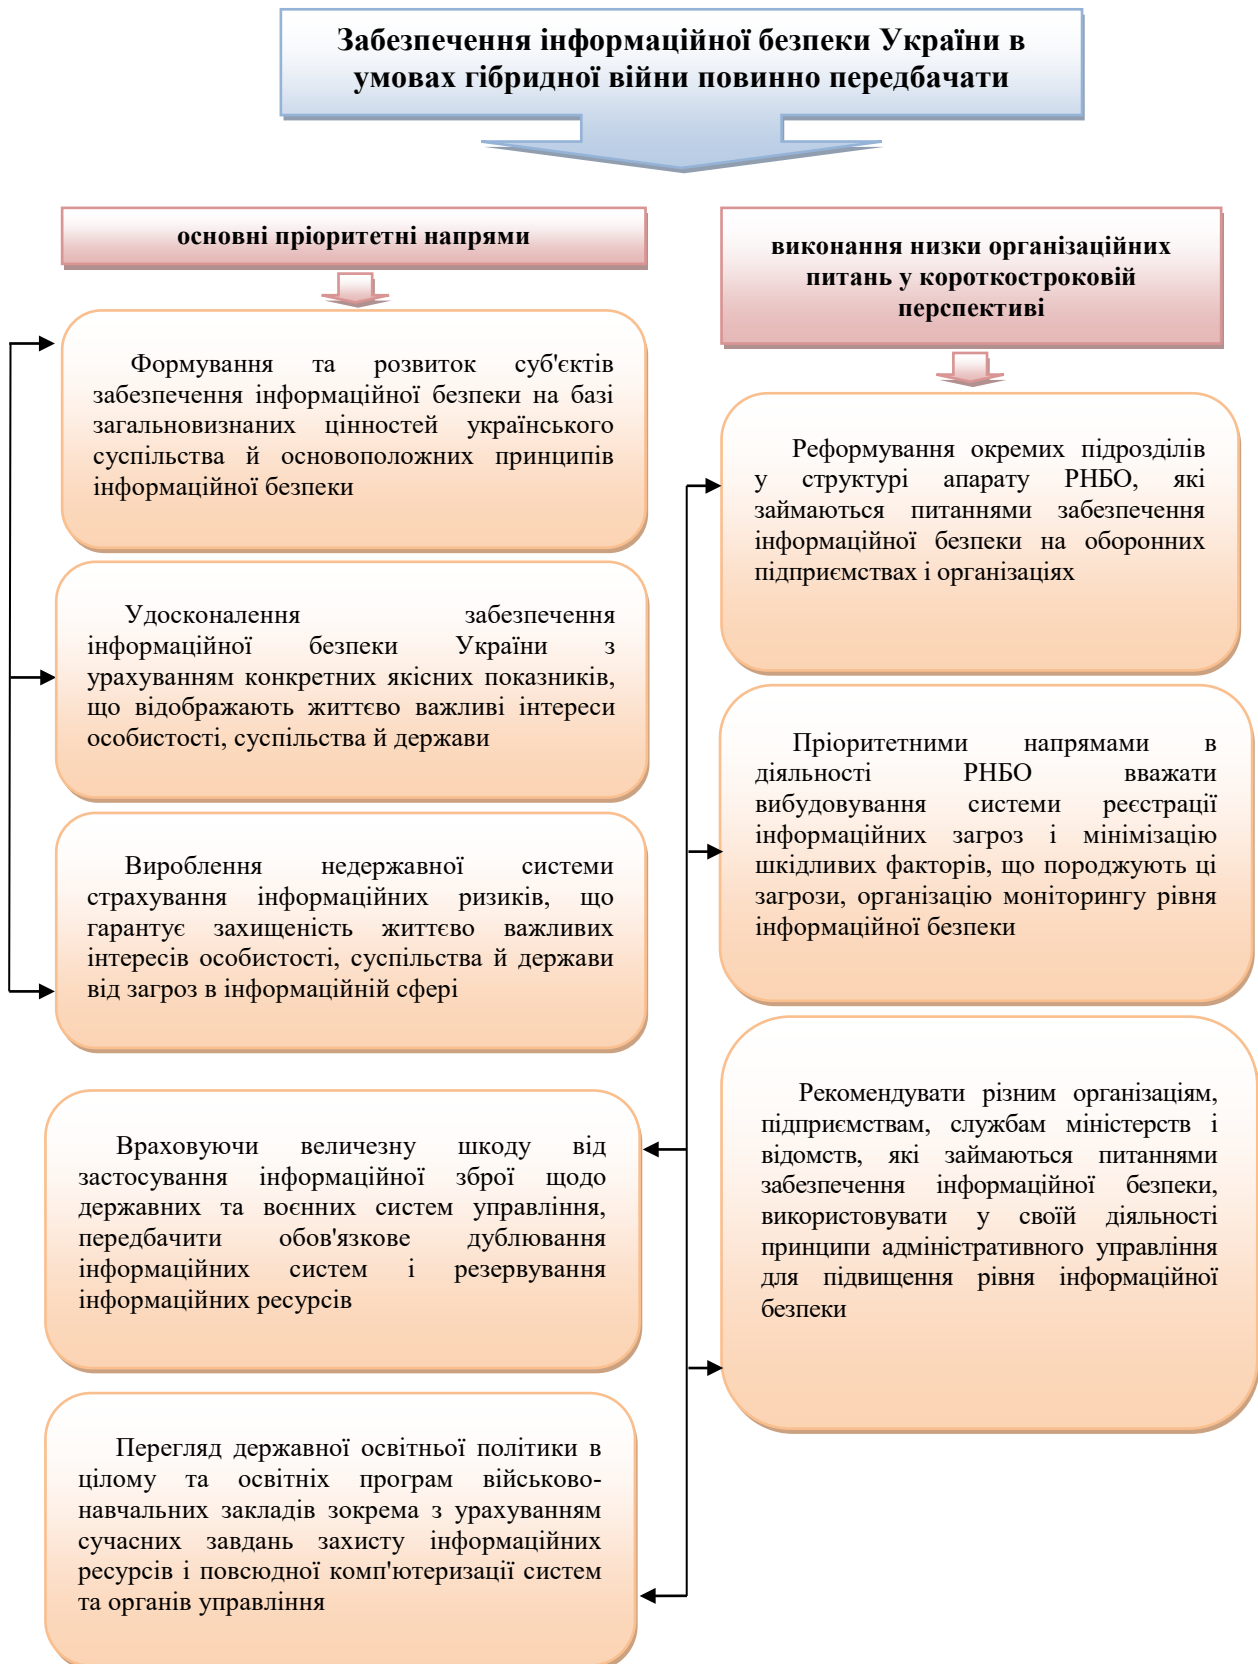 Забезпечення інформаційної безпеки України в
умовах гібридної війни повинно передбачати
основні пріоритетні напрями
Формування та розвиток суб'єктів
забезпечення інформаційної безпеки на базі
загальновизнаних цінностей українського
суспільства й основоположних принципів
інформаційної безпеки
Удосконалення забезпечення
інформаційної безпеки України з
урахуванням конкретних якісних показників,
що відображають життєво важливі інтереси
особистості, суспільства й держави
Вироблення недержавної системи
страхування інформаційних ризиків, що
гарантує захищеність життєво важливих
інтересів особистості, суспільства й держави
від загроз в інформаційній сфері
виконання низки організаційних
питань у короткостроковій
перспективі
Реформування окремих підрозділів
у структурі апарату РНБО, які
займаються питаннями забезпечення
інформаційної безпеки на оборонних
підприємствах і організаціях
Пріоритетними напрямами в
діяльності РНБО вважати
вибудовування системи реєстрації
інформаційних загроз і мінімізацію
шкідливих факторів, що породжують ці
загрози, організацію моніторингу рівня
інформаційної безпеки
Враховуючи величезну шкоду від
застосування інформаційної зброї щодо
державних та воєнних систем управління,
передбачити обов'язкове дублювання
інформаційних систем і резервування
інформаційних ресурсів
Рекомендувати різним організаціям,
підприємствам, службам міністерств і
відомств, які займаються питаннями
забезпечення інформаційної безпеки,
використовувати у своїй діяльності
принципи адміністративного управління
для підвищення рівня інформаційної
безпеки
Перегляд державної освітньої політики в
цілому та освітніх програм військово-
навчальних закладів зокрема з урахуванням
сучасних завдань захисту інформаційних
ресурсів і повсюдної комп'ютеризації систем
та органів управління